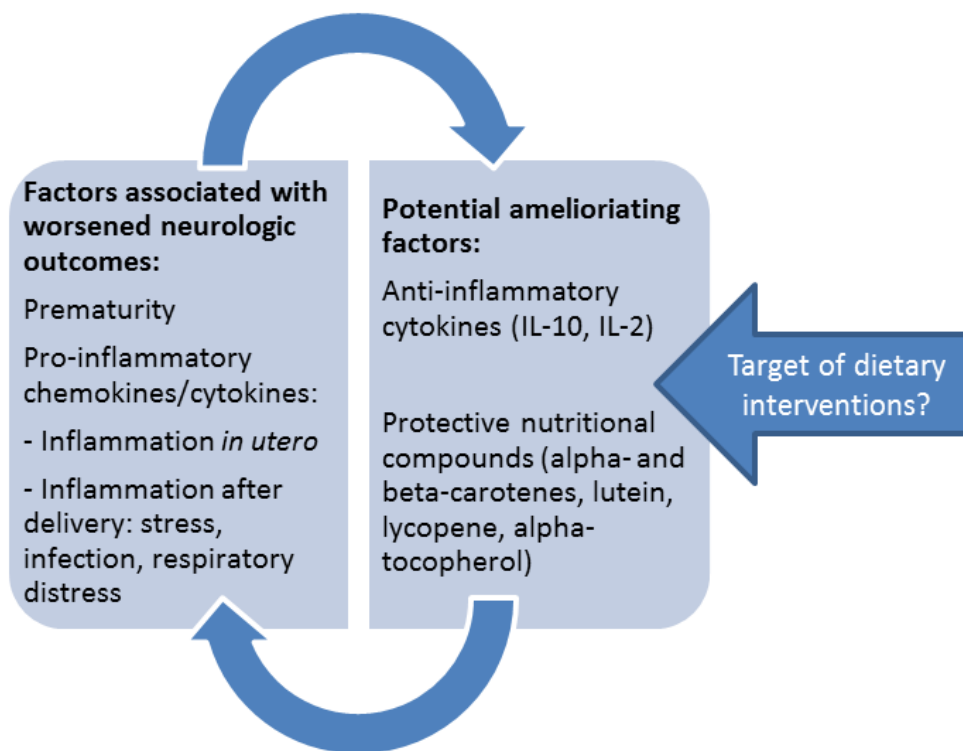 Factors associated with
worsened neurologic
outcomes:
Prematurity
Pro-inflammatory
chemokines/cytokines:
- Inflammation in utero
- Inflammation after
delivery: stress,
infection, respiratory
distress
Potential ameliorating
factors:
Anti-inflammatory
cytokines (IL-10, IL-2)
Protective nutritional
compounds (alpha- and
beta-carotenes, lutein,
lycopene, alpha-
tocopherol)
Target of dietary
interventions?